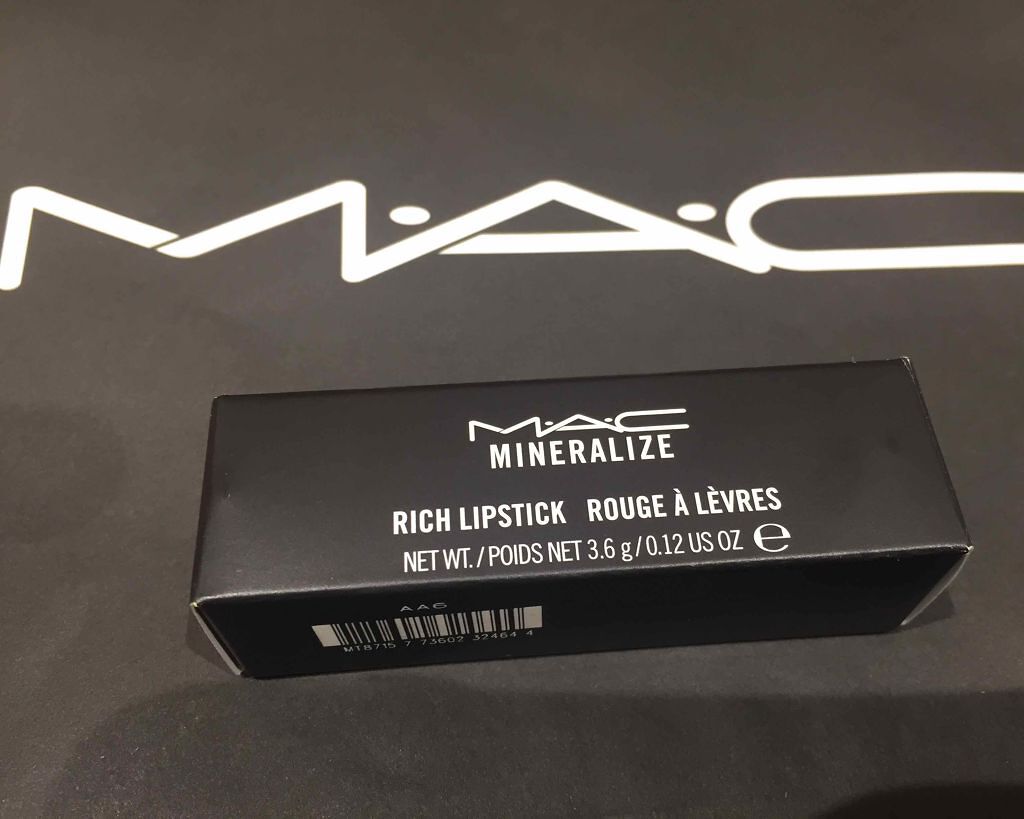 M·A·C
M·A·C
MINERALIZE
RICH LIPSTICK ROUGE À LÈVRES
NET WT./POIDS NET 3.6 g/0.12 US OZ ℮
AA6
MT8715 7 73602 32464 4